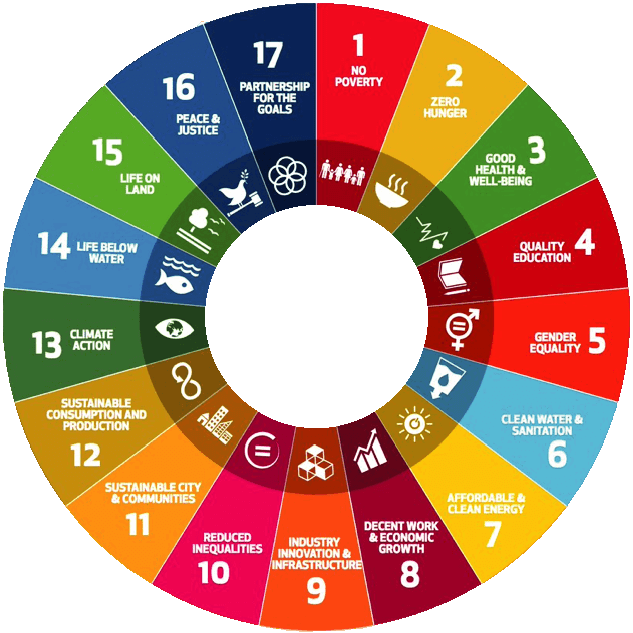 1
NO
POVERTY
2
ZERO
HUNGER
3
GOOD
HEALTH &
WELL-BEING
4
QUALITY
EDUCATION
5
GENDER
EQUALITY
CLEAN WATER &
SANITATION
6
AFFORDABLE &
CLEAN ENERGY
7
DECENT WORK
& ECONOMIC
GROWTH
8
INDUSTRY
INNOVATION &
INFRASTRUCTURE
9
REDUCED
INEQUALITIES
10
SUSTAINABLE CITY
& COMMUNITIES
11
SUSTAINABLE
CONSUMPTION AND
PRODUCTION
12
13
CLIMATE
ACTION
14
LIFE BELOW
WATER
15
LIFE ON
LAND
16
PEACE &
JUSTICE
17
PARTNERSHIP
FOR THE
GOALS